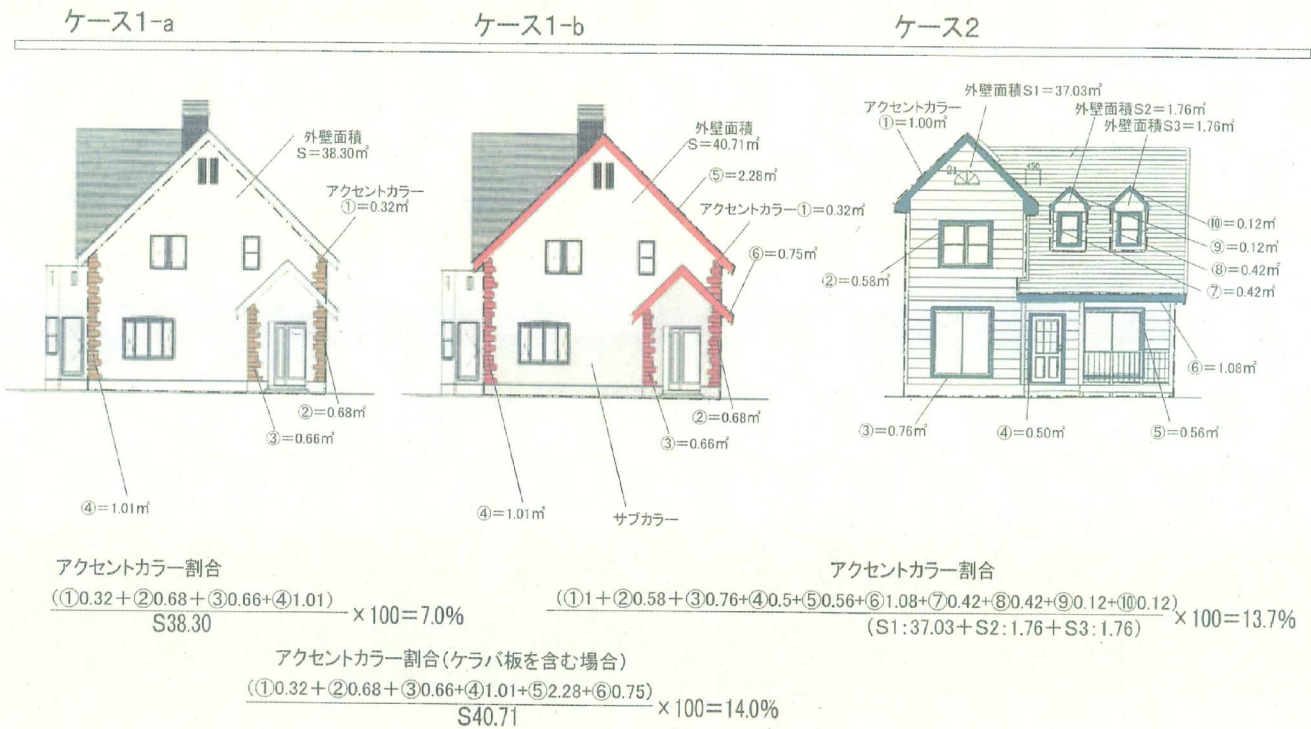 ケース1-a
ケース1-b
ケース2
外壁面積
S=38.30㎡
アクセントカラー
①=0.32㎡
②=0.68㎡
③=0.66㎡
④=1.01㎡
外壁面積
S=40.71㎡
⑤=2.28㎡
アクセントカラー①=0.32㎡
⑥=0.75㎡
②=0.68㎡
③=0.66㎡
④=1.01㎡
サブカラー
外壁面積S1=37.03㎡
アクセントカラー
①=1.00㎡
外壁面積S2=1.76㎡
外壁面積S3=1.76㎡
21
450
⑩=0.12㎡
⑨=0.12㎡
⑧=0.42㎡
⑦=0.42㎡
②=0.58㎡
⑥=1.08㎡
③=0.76㎡
④=0.50㎡
⑤=0.56㎡
アクセントカラー割合
(①0.32+②0.68+③0.66+④1.01)
S38.30
×100=7.0%
アクセントカラー割合
(①1+②0.58+③0.76+④0.5+⑤0.56+⑥1.08+⑦0.42+⑧0.42+⑨0.12+⑩0.12)
(S1:37.03+S2:1.76+S3:1.76)
×100=13.7%
アクセントカラー割合(ケラバ板を含む場合)
(①0.32+②0.68+③0.66+④1.01+⑤2.28+⑥0.75)
S40.71
×100=14.0%